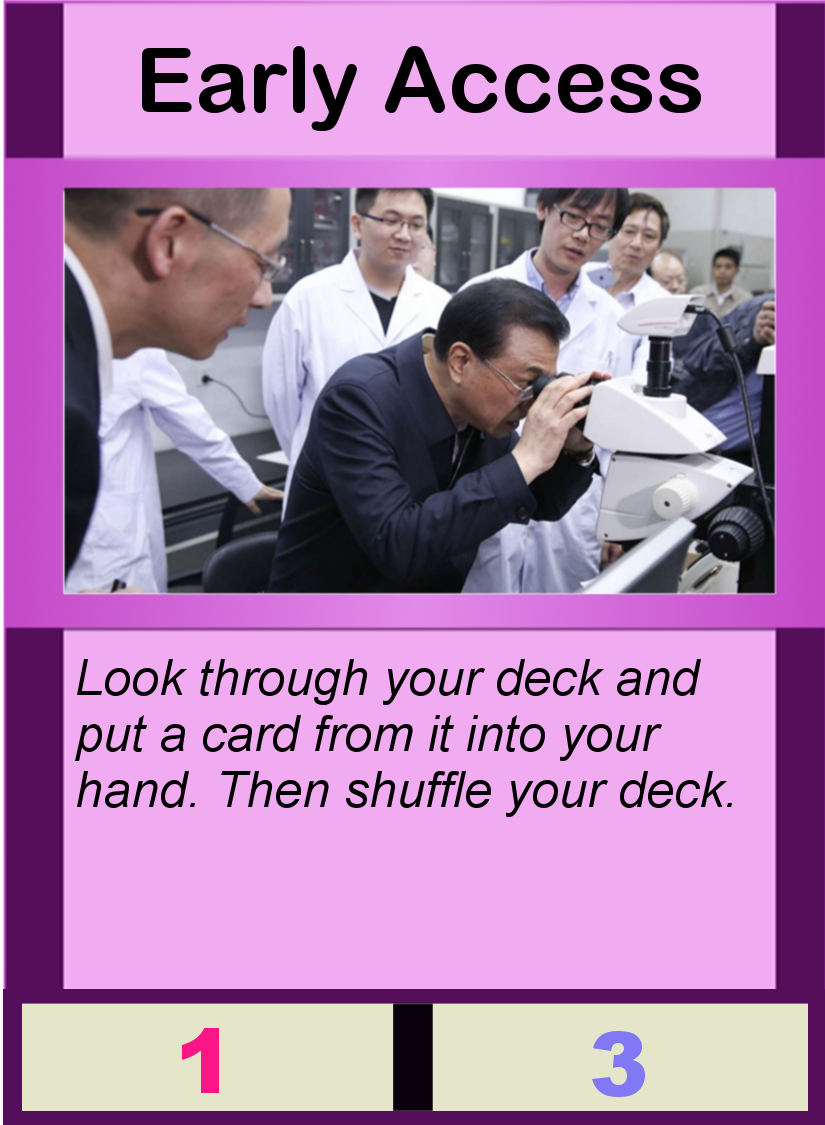 Early Access
Look through your deck and
put a card from it into your
hand. Then shuffle your deck.
1
3